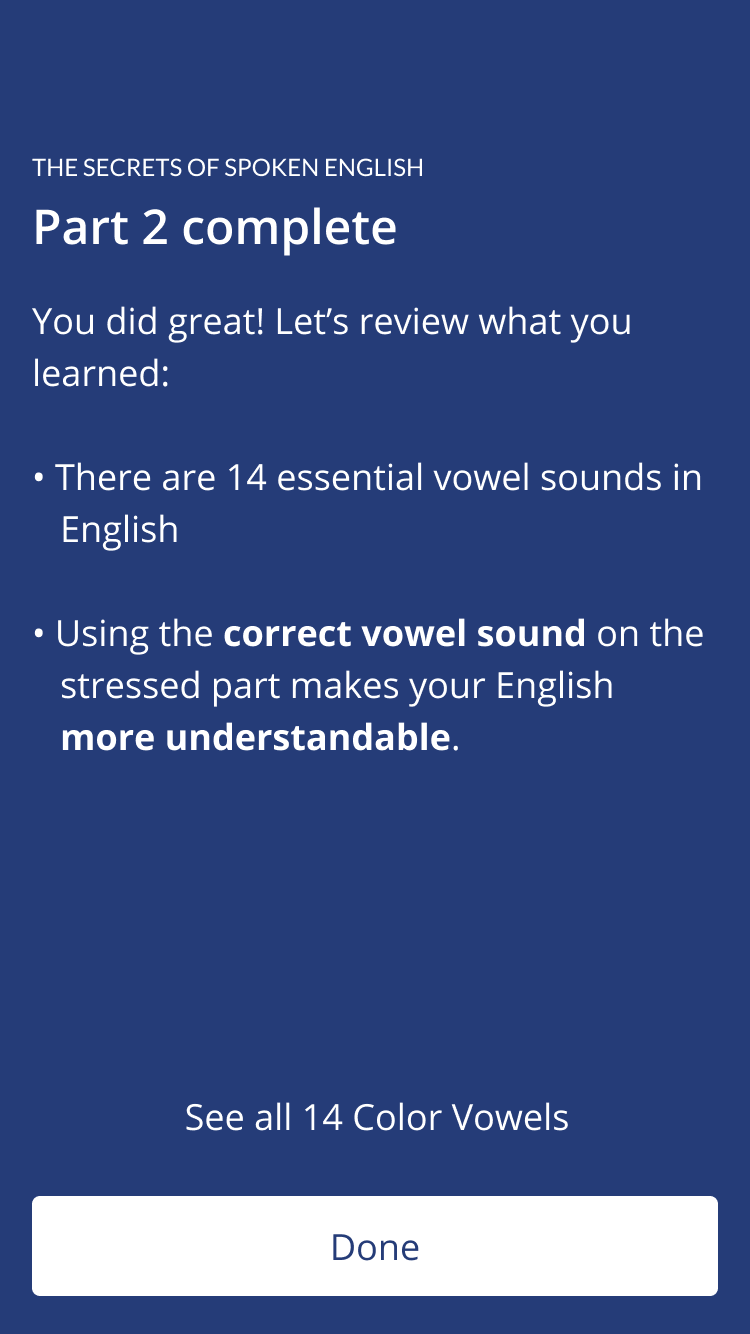 THE SECRETS OF SPOKEN ENGLISH
Part 2 complete
You did great! Let’s review what you
learned:
• There are 14 essential vowel sounds in
English
• Using the correct vowel sound on the
stressed part makes your English
more understandable.
See all 14 Color Vowels
Done